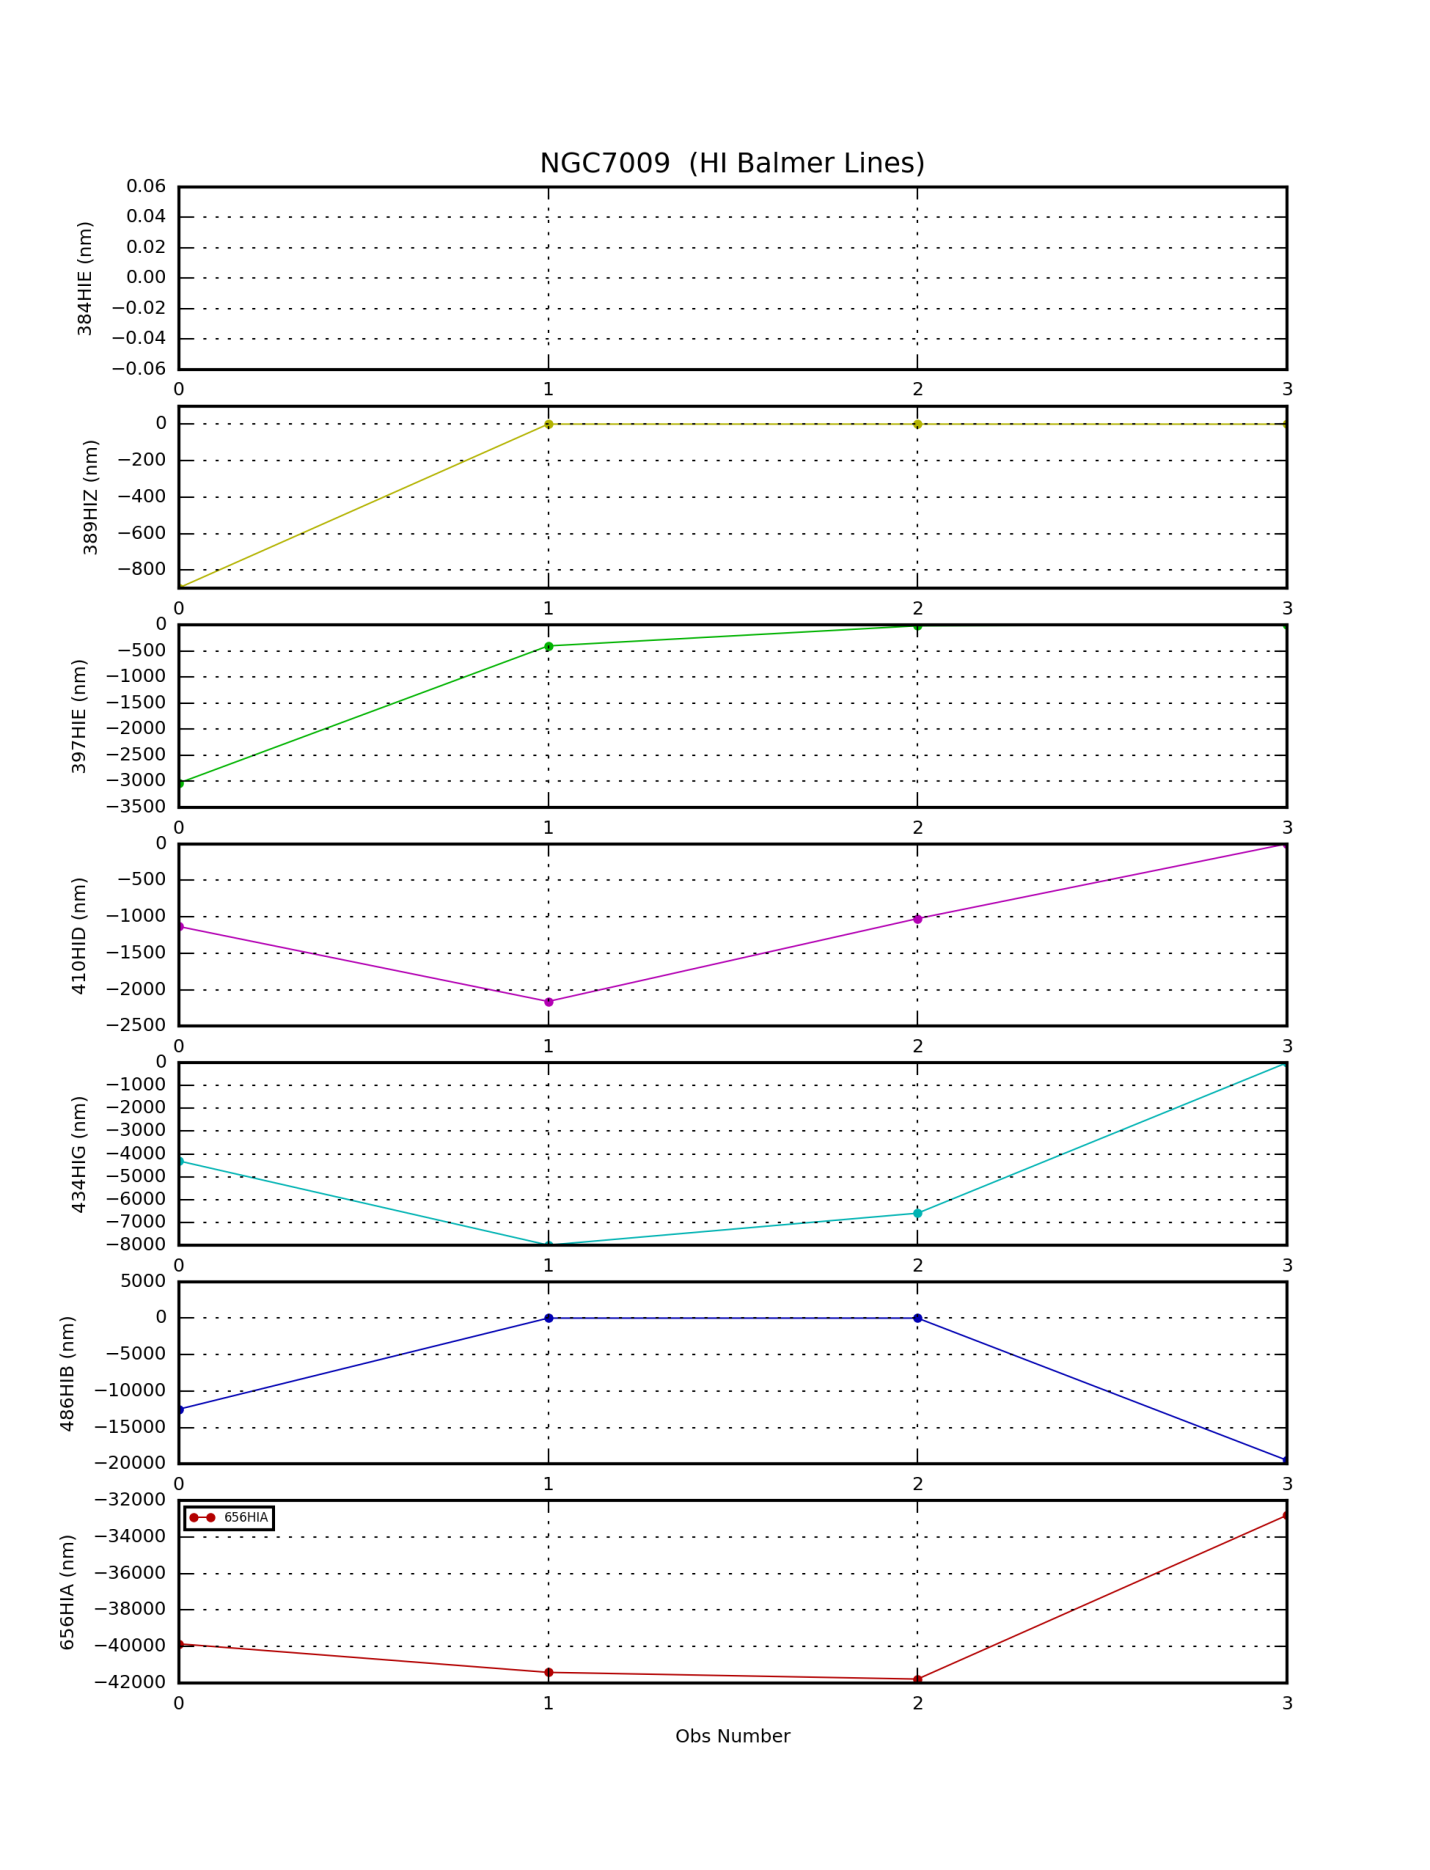 NGC7009  (HI Balmer Lines)
384HIE (nm)
0.06
0.04
0.02
0.00
−0.02
−0.04
−0.06
0 1 2 3
389HIZ (nm)
0
−200
−400
−600
−800
0 1 2 3
397HIE (nm)
0
−500
−1000
−1500
−2000
−2500
−3000
−3500
0 1 2 3
410HID (nm)
0
−500
−1000
−1500
−2000
−2500
0 1 2 3
434HIG (nm)
0
−1000
−2000
−3000
−4000
−5000
−6000
−7000
−8000
0 1 2 3
486HIB (nm)
5000
0
−5000
−10000
−15000
−20000
0 1 2 3
656HIA (nm)
−32000
656HIA
−34000
−36000
−38000
−40000
−42000
0 1 2 3
Obs Number